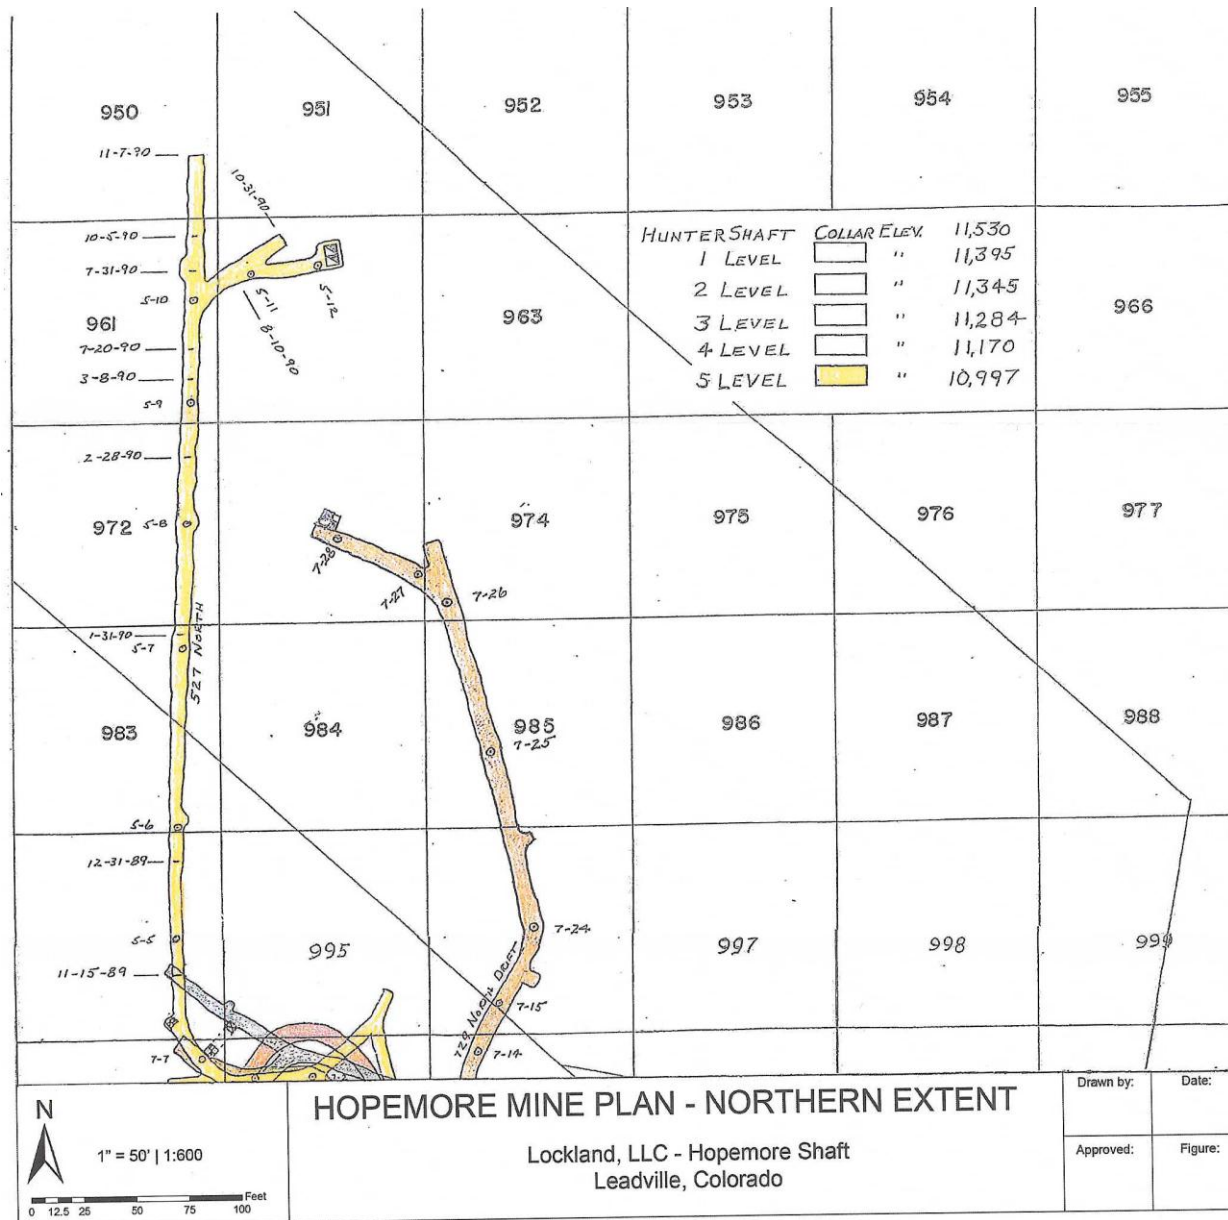 950
951
952
953
954
955
11-7-90
10-31-90
10-5-90
7-31-90
5-10
5-11
5-12
8-10-90
961
963
966
7-20-90
3-8-90
5-9
HUNTER SHAFT COLLAR ELEV. 11,530
1 LEVEL " 11,395
2 LEVEL " 11,345
3 LEVEL " 11,284
4 LEVEL " 11,170
5 LEVEL " 10,997
2-28-90
972
5-8
974
975
976
977
7-28
7-27
7-26
1-31-90
5-7
527 NORTH
983
984
985
986
987
988
7-25
5-6
12-31-89
5-5
11-15-89
995
7-24
997
998
999
729 NORTH DRIFT
7-15
7-14
7-7
N
1" = 50' | 1:600
0 12.5 25 50 75 100 Feet
HOPEMORE MINE PLAN - NORTHERN EXTENT
Lockland, LLC - Hopemore Shaft
Leadville, Colorado
Drawn by:
Date:
Approved:
Figure: